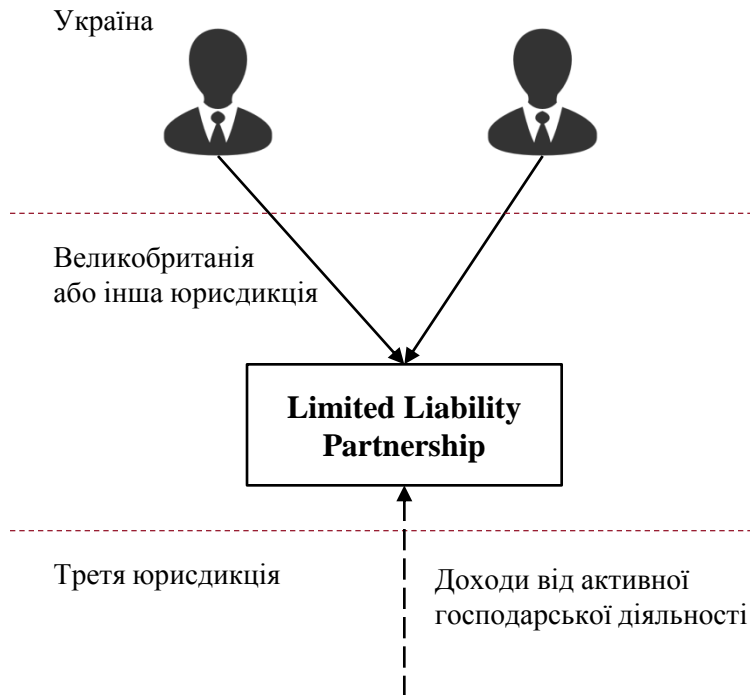 Україна
Великобританія
або інша юрисдикція
Limited Liability
Partnership
Третя юрисдикція
Доходи від активної
господарської діяльності